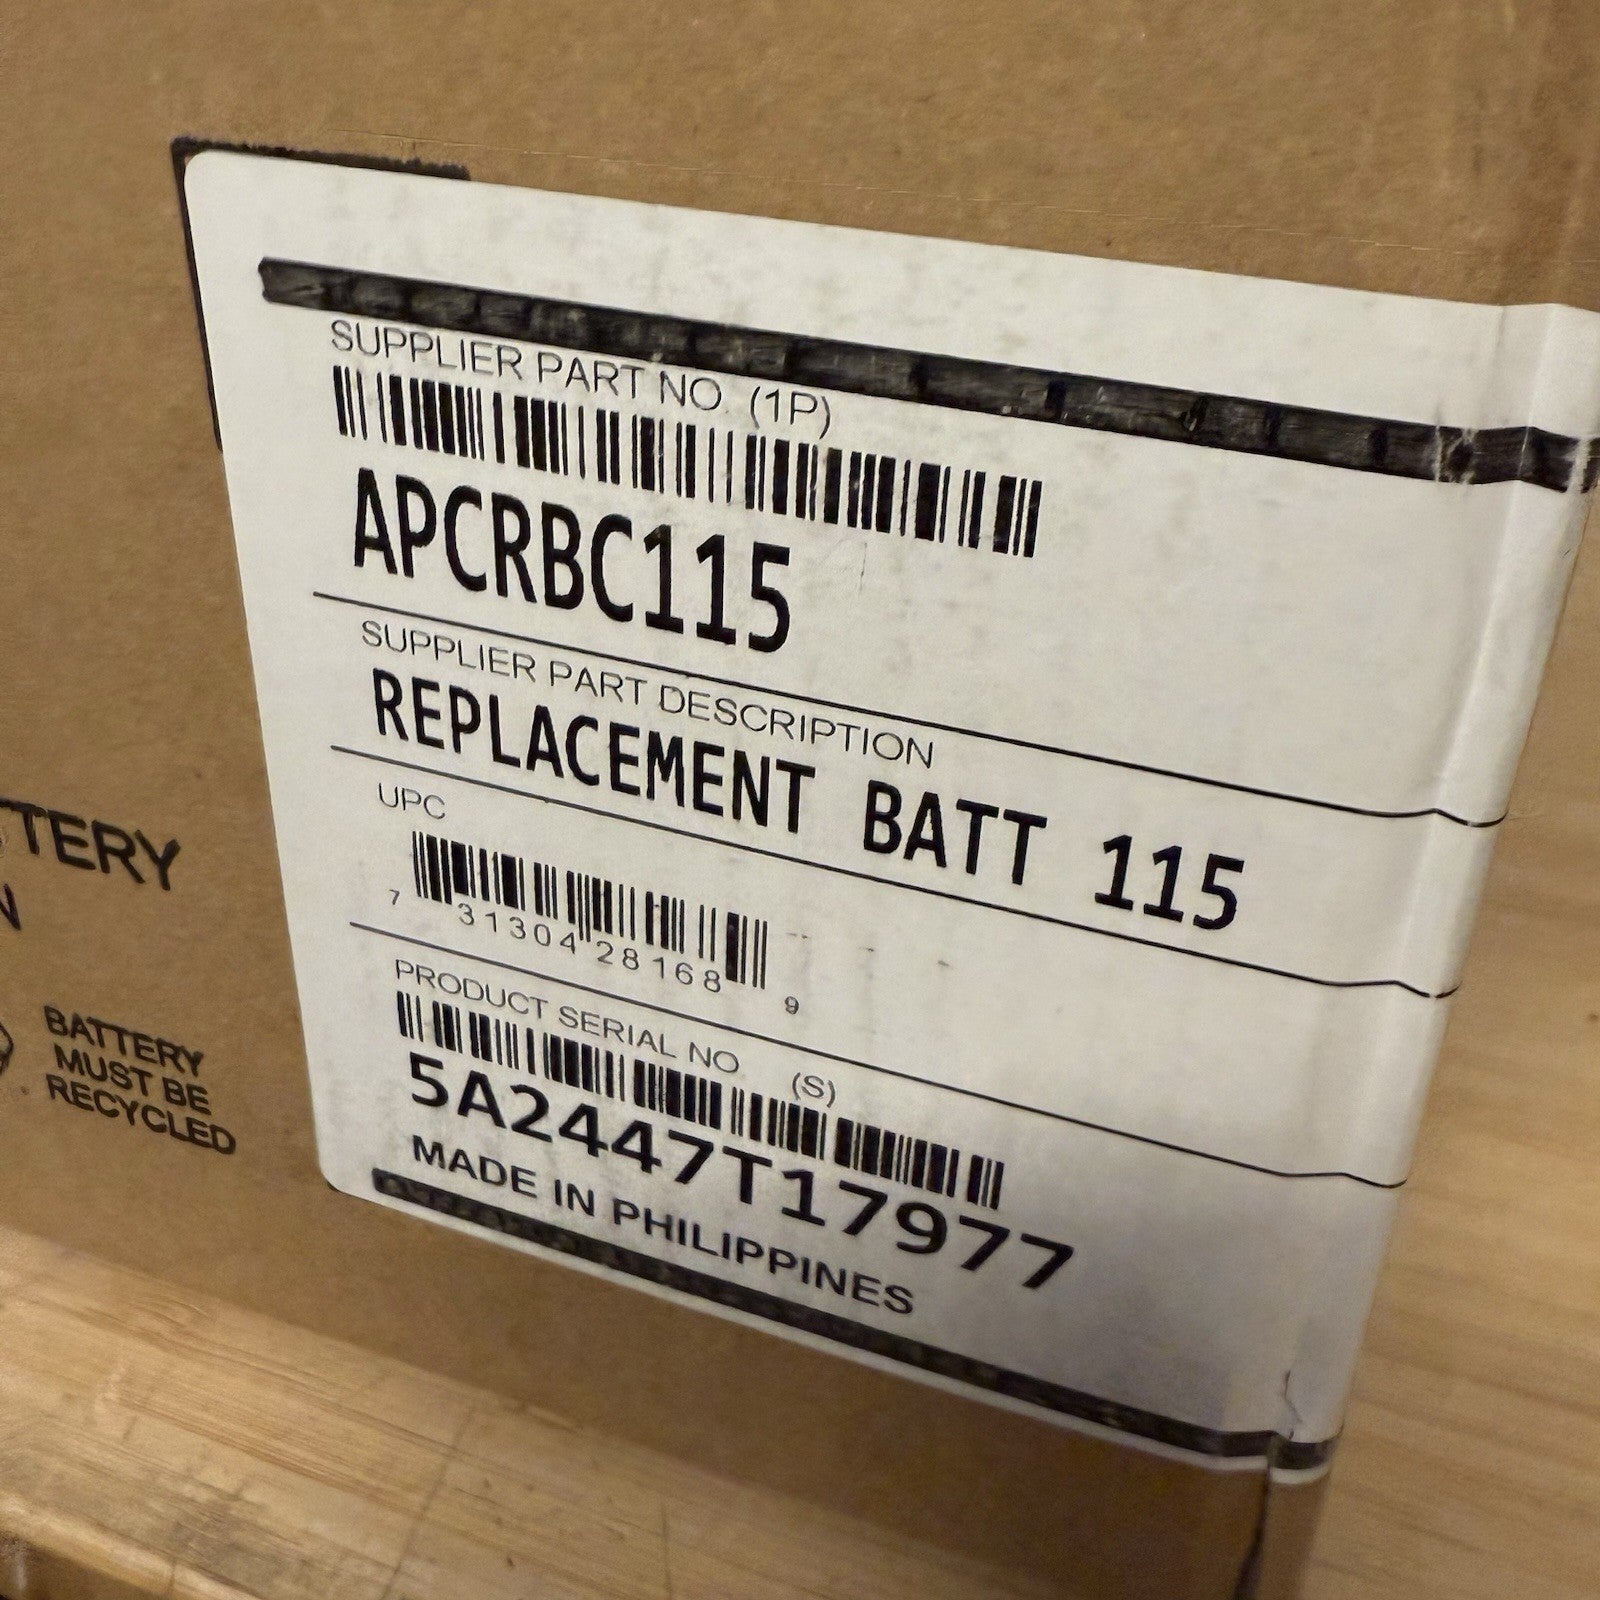 SUPPLIER PART NO. (1P)
APCRBC115
SUPPLIER PART DESCRIPTION
REPLACEMENT BATT 115
UPC
7 31304 28168 9
PRODUCT SERIAL NO. (S)
5A2447T17977
MADE IN PHILIPPINES
TTERY
N
BATTERY
MUST BE
RECYCLED